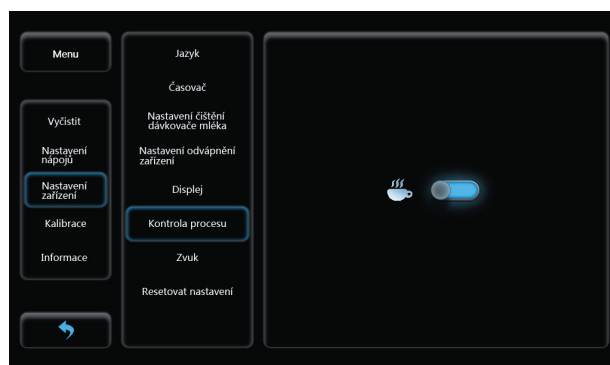 Menu
Vyčistit
Nastavení
nápojů
Nastavení
zařízení
Kalibrace
Informace
Jazyk
Časovač
Nastavení čištění
dávkovače mléka
Nastavení odvápnění
zařízení
Displej
Kontrola procesu
Zvuk
Resetovat nastavení